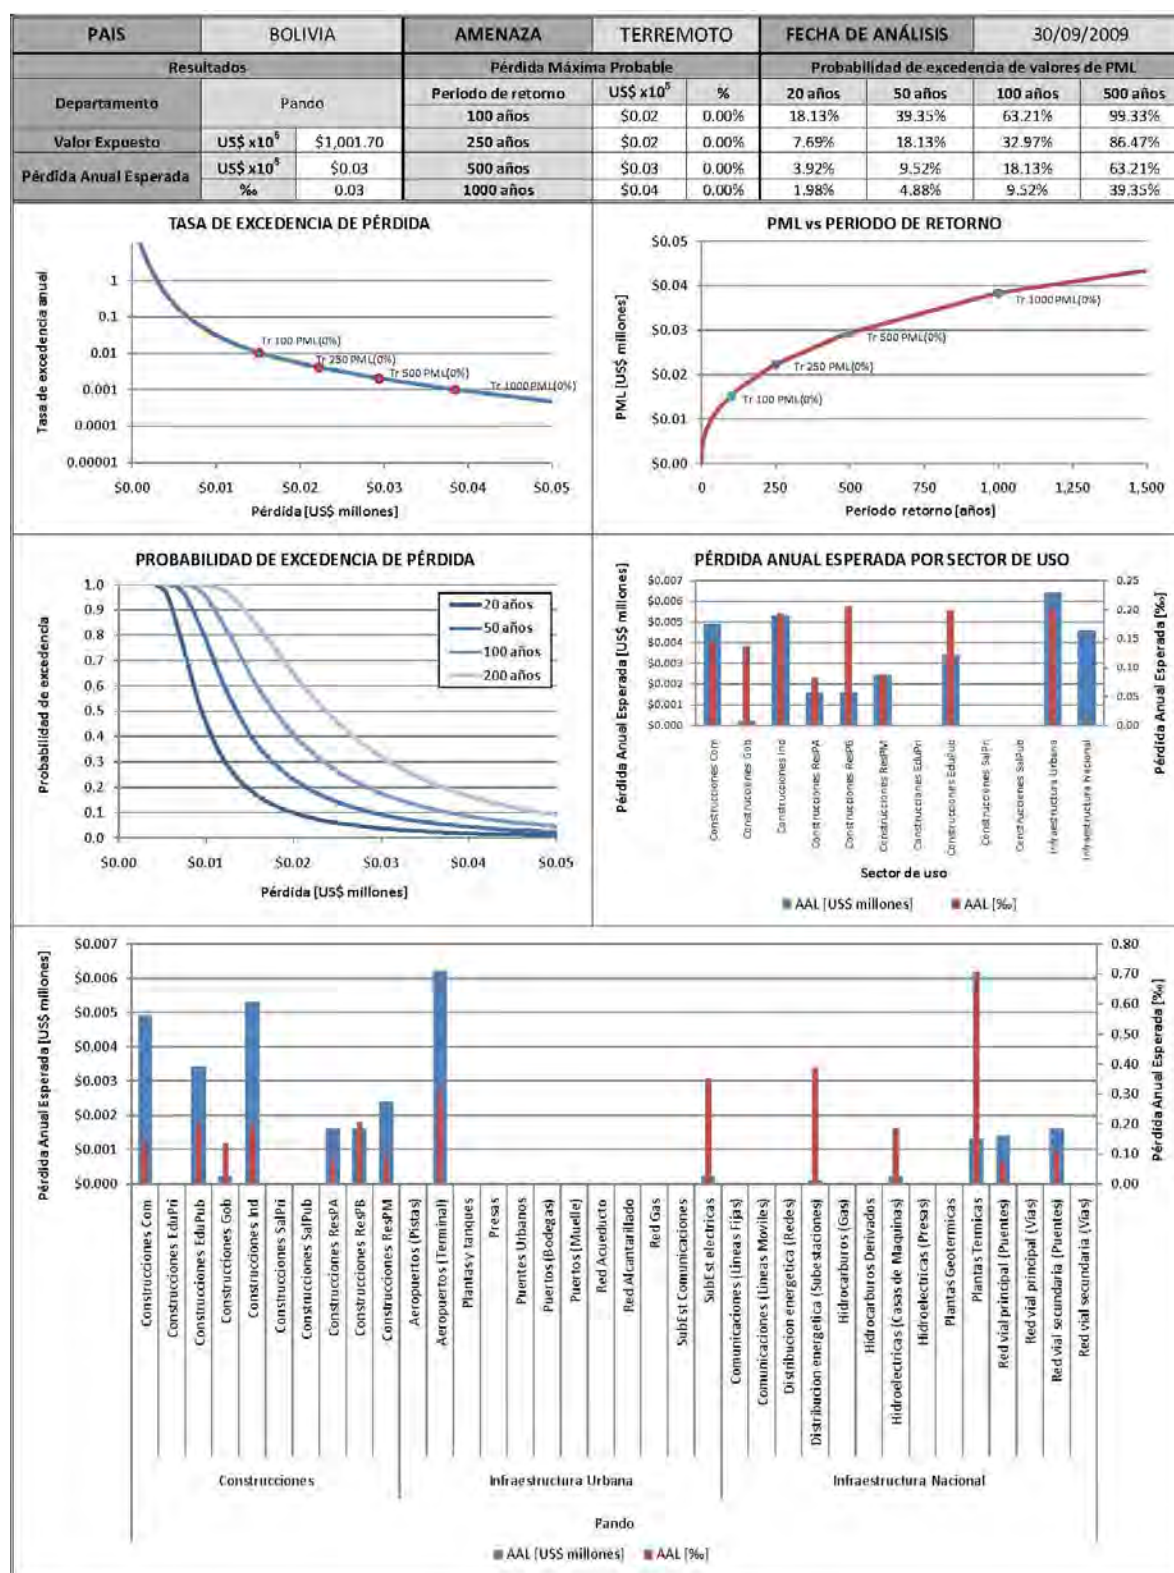 PAIS BOLIVIA AMENAZA TERREMOTO FECHA DE ANÁLISIS 30/09/2009
Resultados Pérdida Máxima Probable Probabilidad de excedencia de valores de PML
Departamento Pando Periodo de retorno US$ x10⁶ % 20 años 50 años 100 años 500 años
100 años $0.02 0.00% 18.13% 39.35% 63.21% 99.33%
Valor Expuesto US$ x10⁶ $1,001.70 250 años $0.02 0.00% 7.69% 18.13% 32.97% 86.47%
Pérdida Anual Esperada US$ x10⁶ $0.03 500 años $0.03 0.00% 3.92% 9.52% 18.13% 63.21%
‰ 0.03 1000 años $0.04 0.00% 1.98% 4.88% 9.52% 39.35%
TASA DE EXCEDENCIA DE PÉRDIDA
Tasa de excedencia anual
1
0.1
0.01
0.001
0.0001
0.00001
Tr 100 PML(0%)
Tr 250 PML(0%)
Tr 500 PML(0%)
Tr 1000 PML(0%)
$0.00 $0.01 $0.02 $0.03 $0.04 $0.05
Pérdida [US$ millones]
PML vs PERIODO DE RETORNO
PML [US$ millones]
$0.05
$0.04
$0.03
$0.02
$0.01
$0.00
Tr 1000 PML(0%)
Tr 500 PML(0%)
Tr 250 PML(0%)
Tr 100 PML(0%)
0 250 500 750 1,000 1,250 1,500
Periodo retorno [años]
PROBABILIDAD DE EXCEDENCIA DE PÉRDIDA
Probabilidad de excedencia
1.0
0.9
0.8
0.7
0.6
0.5
0.4
0.3
0.2
0.1
0.0
20 años
50 años
100 años
200 años
$0.00 $0.01 $0.02 $0.03 $0.04 $0.05
Pérdida [US$ millones]
PÉRDIDA ANUAL ESPERADA POR SECTOR DE USO
Pérdida Anual Esperada [US$ millones]
$0.007
$0.006
$0.005
$0.004
$0.003
$0.002
$0.001
$0.000
0.25
0.20
0.15
0.10
0.05
0.00
Pérdida Anual Esperada [‰]
Construcciones Com
Construcciones Gob
Construcciones Ind
Construcciones ResPA
Construcciones ResPB
Construcciones ResPM
Construcciones EduPri
Construcciones EduPub
Construcciones SalPri
Construcciones SalPub
Infraestructura Urbana
Infraestructura Nacional
Sector de uso
AAL [US$ millones] AAL [‰]
Pérdida Anual Esperada [US$ millones]
$0.007
$0.006
$0.005
$0.004
$0.003
$0.002
$0.001
$0.000
0.80
0.70
0.60
0.50
0.40
0.30
0.20
0.10
0.00
Pérdida Anual Esperada [‰]
Construcciones Com
Construcciones EduPri
Construcciones EduPub
Construcciones Gob
Construcciones Ind
Construcciones SalPri
Construcciones SalPub
Construcciones ResPA
Construcciones ResPB
Construcciones ResPM
Aeropuertos (Pistas)
Aeropuertos (Terminal)
Plantas y tanques
Presa
Puentes Urbanos
Puertos (Bodegas)
Puertos (Muelle)
Red Acueducto
Red Alcantarillado
Red Gas
SubEst Comunicaciones
SubEst electricas
Comunicaciones (Lineas Fijas)
Comunicaciones (Lineas Moviles)
Distribucion energetica (Redes)
Distribucion energetica (Subestaciones)
Hidrocarburos (Gas)
Hidrocarburos Derivados
Hidroelectricas (Casas de Maquinas)
Hidroelectricas (Presas)
Plantas Geotermicas
Plantas Termicas
Red vial principal (Puentes)
Red vial principal (Vias)
Red vial secundaria (Puentes)
Red vial secundaria (Vias)
Construcciones Infraestructura Urbana Infraestructura Nacional
Pando
AAL [US$ millones] AAL [‰]